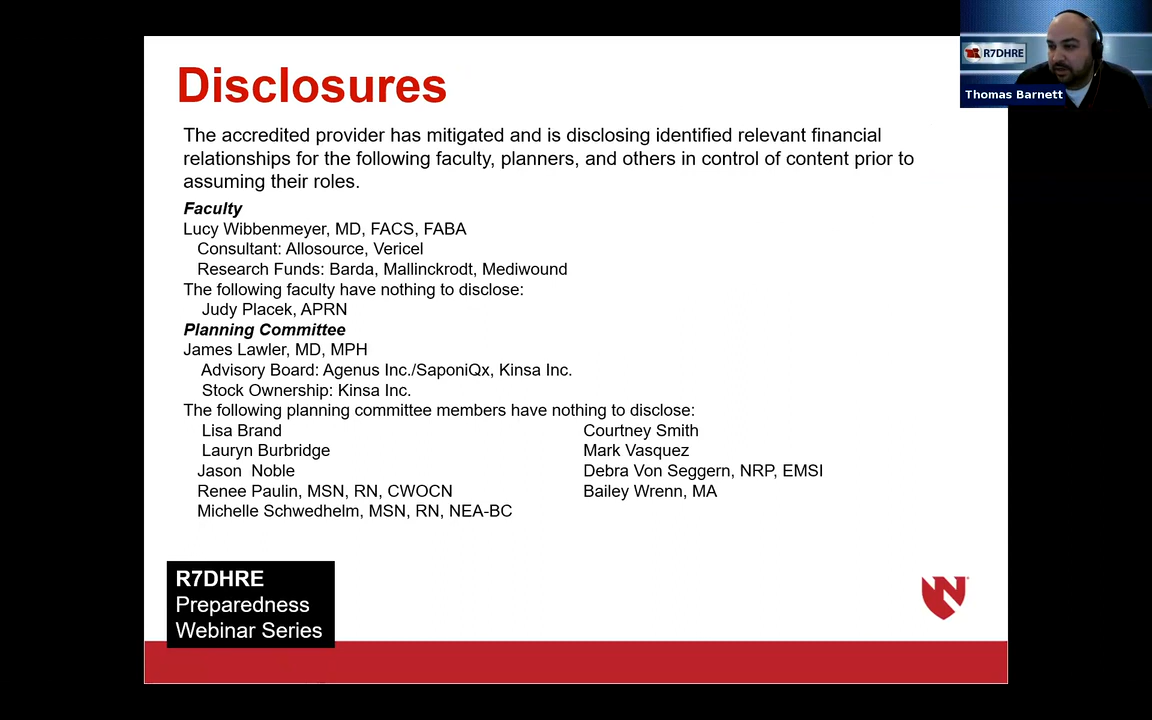 Disclosures
The accredited provider has mitigated and is disclosing identified relevant financial
relationships for the following faculty, planners, and others in control of content prior to
assuming their roles.
Faculty
Lucy Wibbenmeyer, MD, FACS, FABA
Consultant: Allosource, Vericel
Research Funds: Barda, Mallinckrodt, Mediwound
The following faculty have nothing to disclose:
Judy Placek, APRN
Planning Committee
James Lawler, MD, MPH
Advisory Board: Agenus Inc./SaponiQx, Kinsa Inc.
Stock Ownership: Kinsa Inc.
The following planning committee members have nothing to disclose:
Lisa Brand
Lauryn Burbridge
Jason  Noble
Renee Paulin, MSN, RN, CWOCN
Michelle Schwedhelm, MSN, RN, NEA-BC
Courtney Smith
Mark Vasquez
Debra Von Seggern, NRP, EMSI
Bailey Wrenn, MA
R7DHRE
Preparedness
Webinar Series
R7DHRE
Thomas Barnett